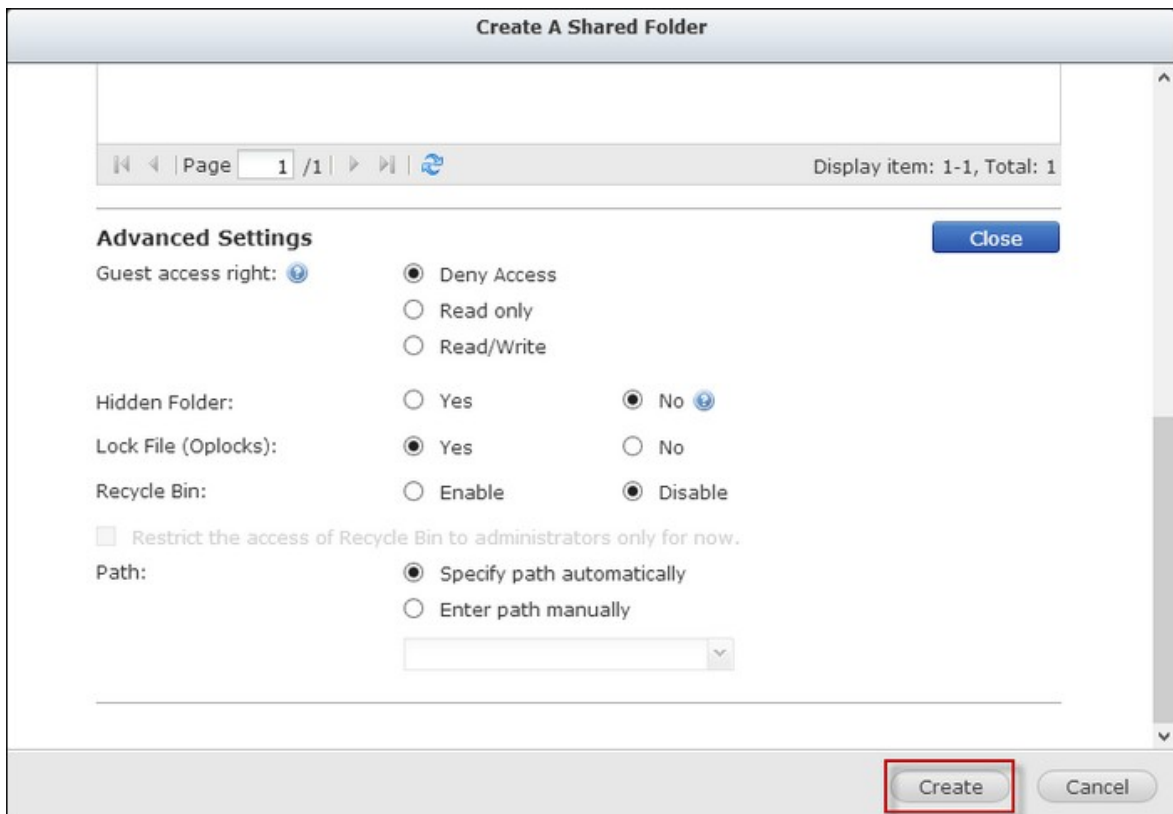 Create A Shared Folder
Page 1 /1 Display item: 1-1, Total: 1
Advanced Settings Close
Guest access right: Deny Access
Read only
Read/Write
Hidden Folder: Yes No
Lock File (Oplocks): Yes No
Recycle Bin: Enable Disable
Restrict the access of Recycle Bin to administrators only for now.
Path: Specify path automatically
Enter path manually
Create Cancel